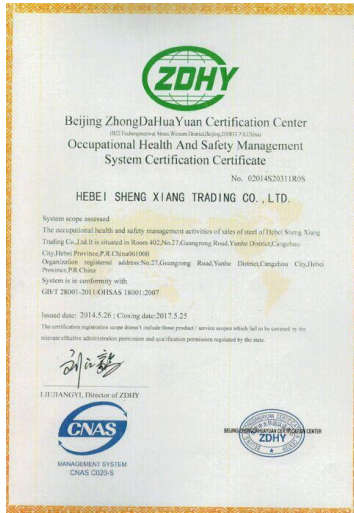 ZDHY
Beijing ZhongDaHuaYuan Certification Center
Occupational Health And Safety Management
System Certification Certificate
No. 02014S20311R0S
HEBEI SHENG XIANG TRADING CO.,LTD.
System scope assessed
The occupational health and safety management activities of sales of steel of Hebei Sheng Xiang
Trading Co.,Ltd.It is situated in Room 402,No.27,Guangrong Road,Yunhe District,Cangzhou
City,Hebei Province,P.R.China061000
Organization registered address:No.27,Guangrong Road,Yunhe District,Cangzhou City,Hebei
Province,P.R.China
System is in conformity with
GB/T 28001-2011/OHSAS 18001:2007
Issued date: 2014.5.26 ; Closing date:2017.5.25
The certification registration scope doesn't include those product / service scopes which fail to be covered by the
relevant effective administration permission and qualification permission regulated by the state.
LIUJIANGYI, Director of ZDHY
CNAS
MANAGEMENT SYSTEM
CNAS C020-S
BEIJING ZHONGDAHUAYUAN CERTIFICATION CENTER
ZDHY